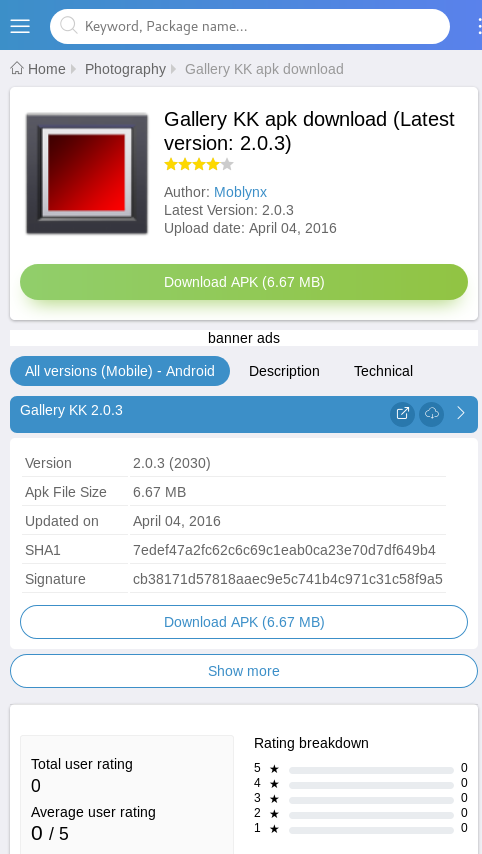 Keyword, Package name...
Home Photography Gallery KK apk download
Gallery KK apk download (Latest
version: 2.0.3)
Author: Moblynx
Latest Version: 2.0.3
Upload date: April 04, 2016
Download APK (6.67 MB)
banner ads
All versions (Mobile) - Android Description Technical
Gallery KK 2.0.3
Version 2.0.3 (2030)
Apk File Size 6.67 MB
Updated on April 04, 2016
SHA1 7edef47a2fc62c6c69c1eab0ca23e70d7df649b4
Signature cb38171d57818aaec9e5c741b4c971c31c58f9a5
Download APK (6.67 MB)
Show more
Total user rating
0
Average user rating
0 / 5
Rating breakdown
5 ★ 0
4 ★ 0
3 ★ 0
2 ★ 0
1 ★ 0